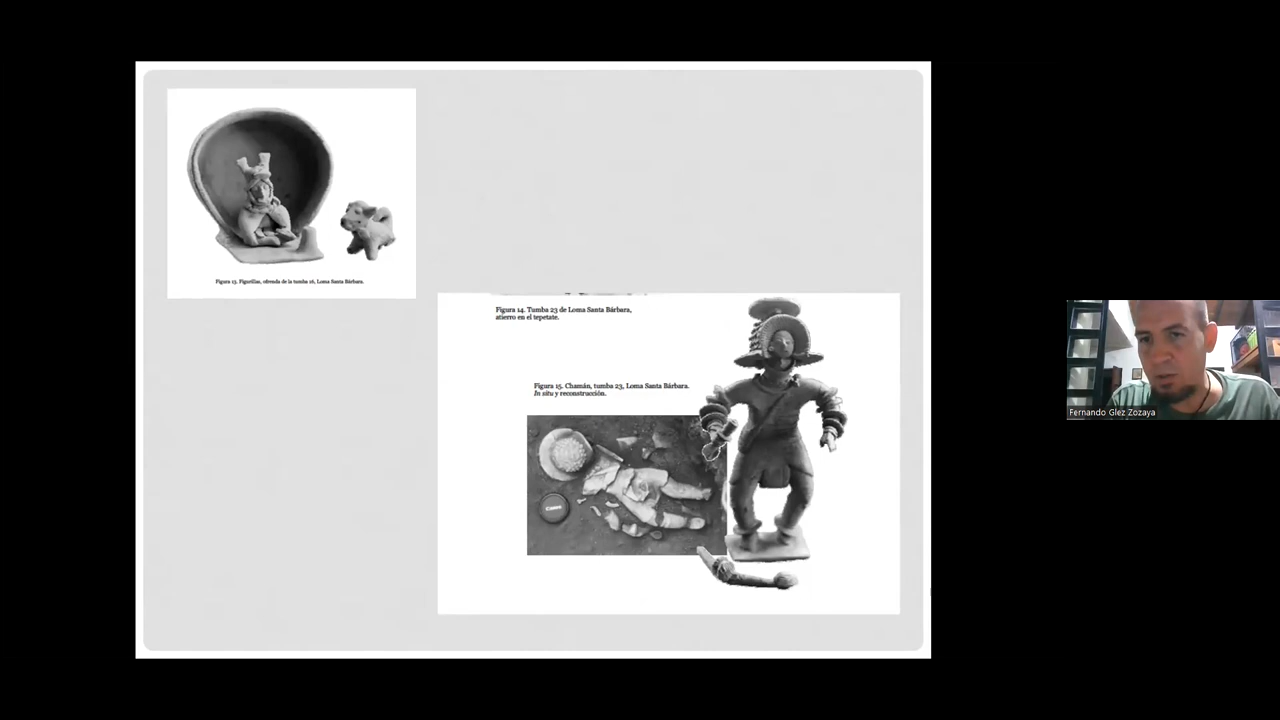 Figura 13. Figurillas, ofrenda de la tumba 16, Loma Santa Bárbara.
Figura 14. Tumba 23 de Loma Santa Bárbara,
atierro en el tepetate.
Figura 15. Chamán, tumba 23, Loma Santa Bárbara.
In situ y reconstrucción.
Canon
Fernando Glez Zozaya